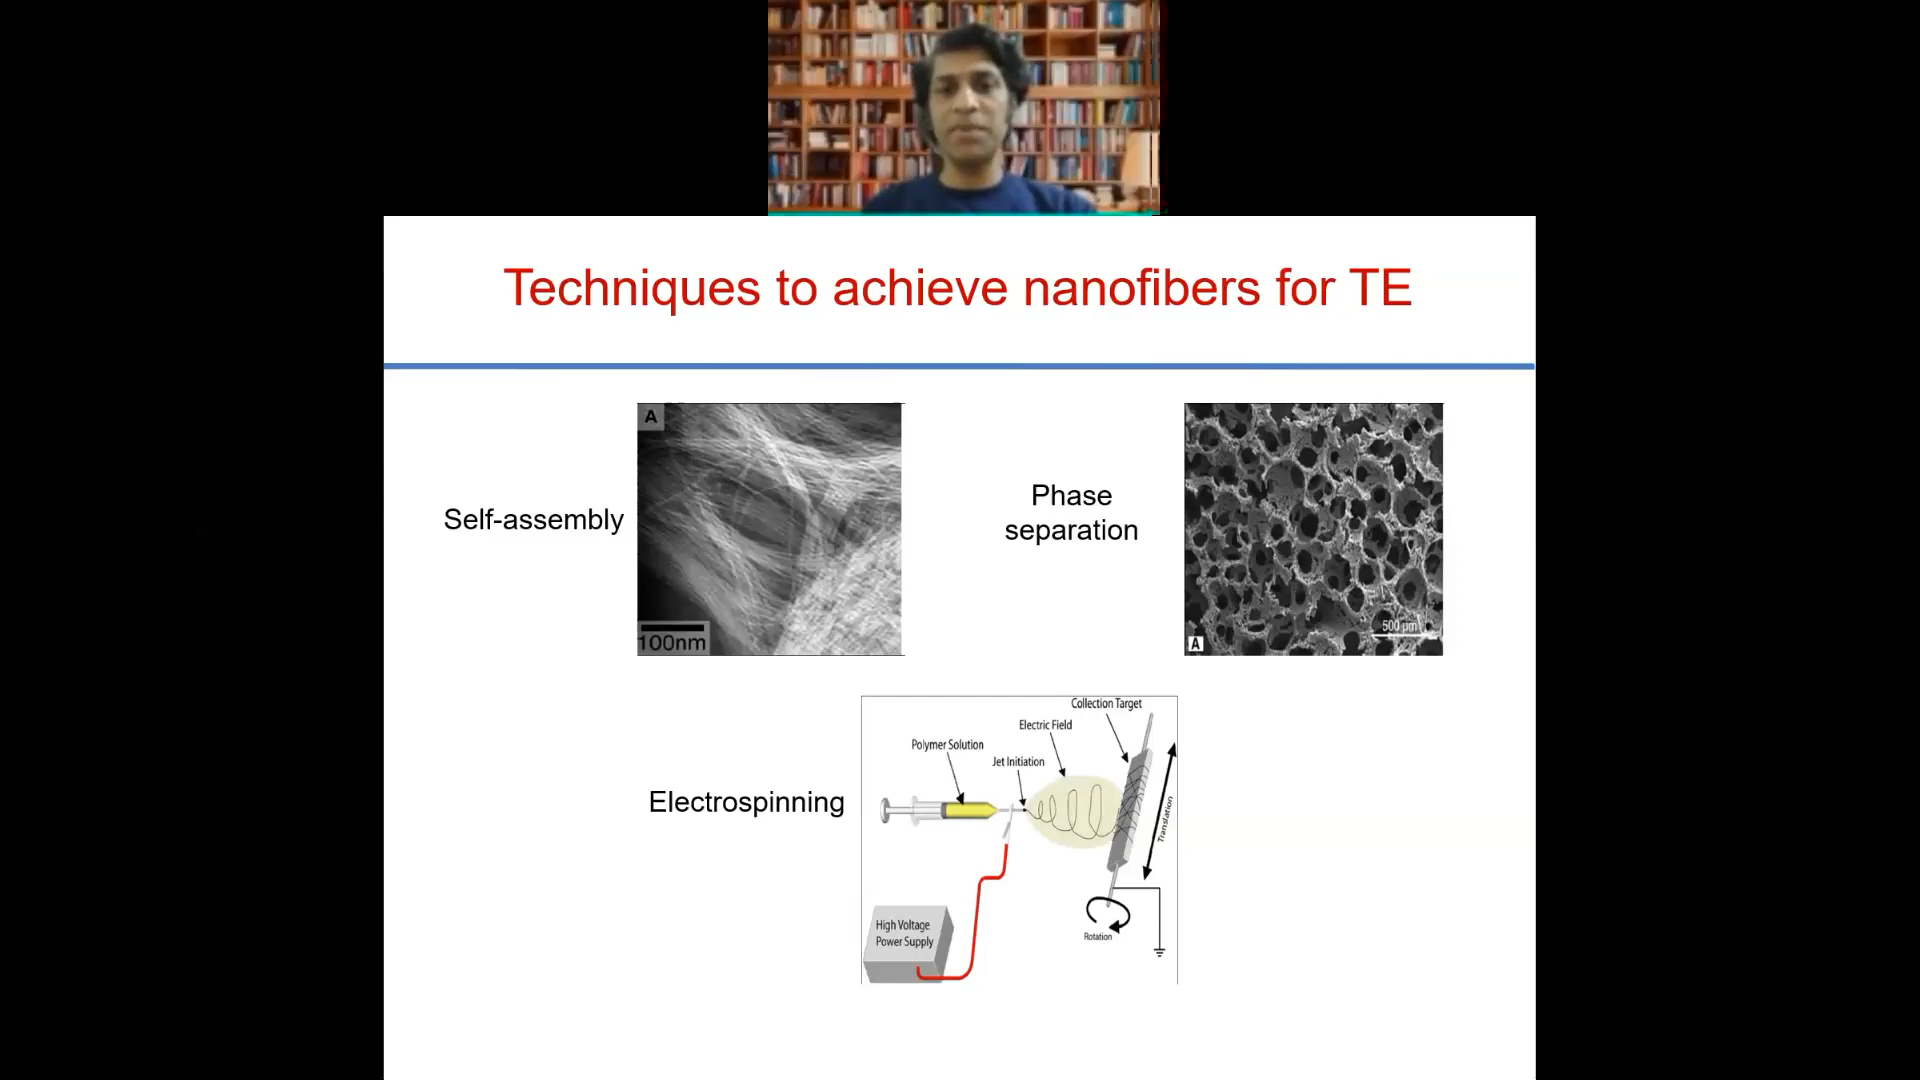 Techniques to achieve nanofibers for TE
A
Self-assembly
100nm
Phase
separation
500 µm
A
Electrospinning
Collection Target
Electric Field
Polymer Solution
Jet Initiation
Translation
High Voltage
Power Supply
Rotation